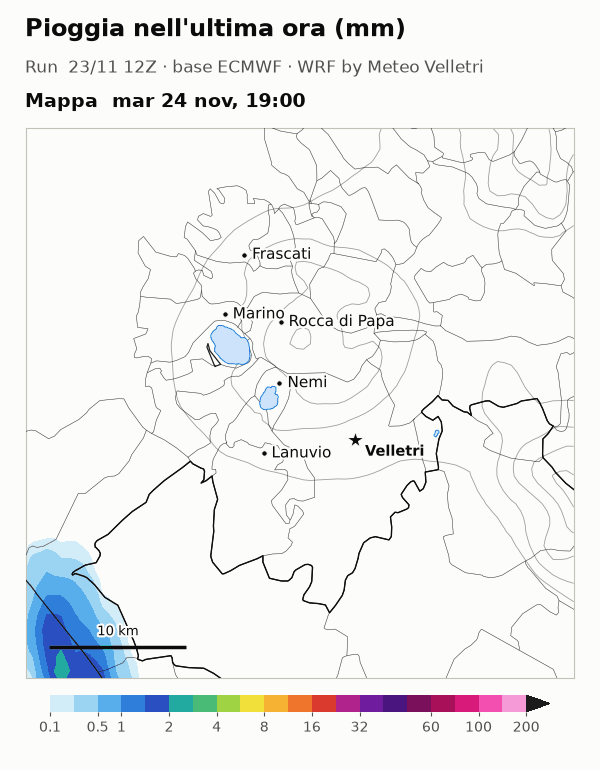 Pioggia nell'ultima ora (mm)
Run  23/11 12Z · base ECMWF · WRF by Meteo Velletri
Mappa  mar 24 nov, 19:00
Frascati
Marino
Rocca di Papa
Nemi
Velletri
Lanuvio
10 km
0.1 0.5 1 2 4 8 16 32 60 100 200